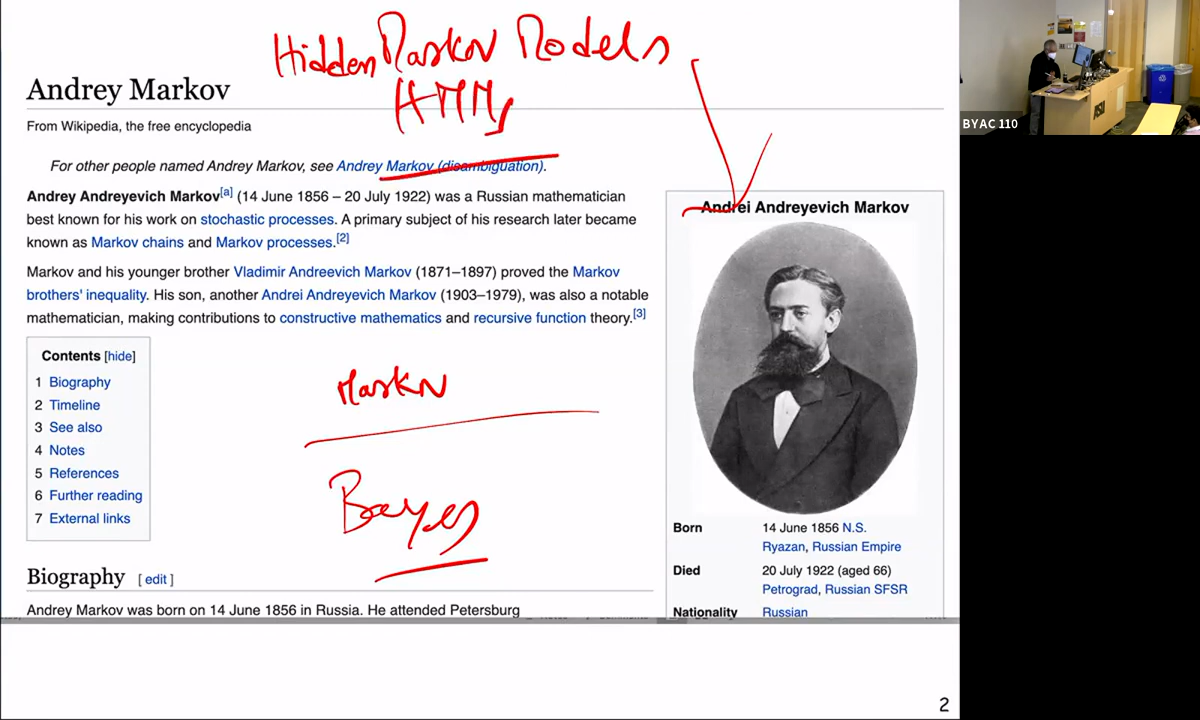 Hidden Markov Models
HMMs
Andrey Markov
From Wikipedia, the free encyclopedia
For other people named Andrey Markov, see Andrey Markov (disambiguation).
Andrey Andreyevich Markov[a] (14 June 1856 – 20 July 1922) was a Russian mathematician
best known for his work on stochastic processes. A primary subject of his research later became
known as Markov chains and Markov processes.[2]
Markov and his younger brother Vladimir Andreevich Markov (1871–1897) proved the Markov
brothers' inequality. His son, another Andrei Andreyevich Markov (1903–1979), was also a notable
mathematician, making contributions to constructive mathematics and recursive function theory.[3]
Contents [hide]
1 Biography
2 Timeline
3 See also
4 Notes
5 References
6 Further reading
7 External links
Markov
Bayes
Biography [ edit ]
Andrey Markov was born on 14 June 1856 in Russia. He attended Petersburg
Andrei Andreyevich Markov
Born 14 June 1856 N.S.
Ryazan, Russian Empire
Died 20 July 1922 (aged 66)
Petrograd, Russian SFSR
Nationality Russian
2
BYAC 110
ASU